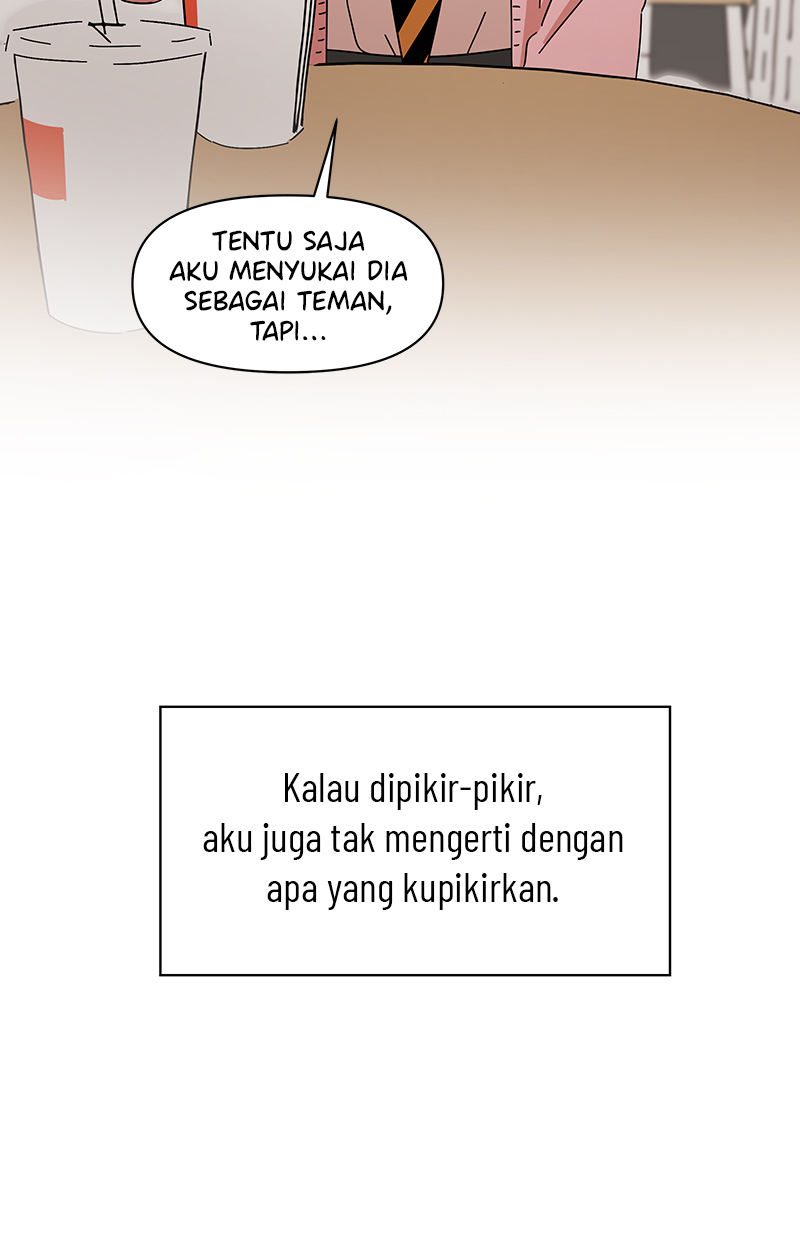 TENTU SAJA
AKU MENYUKAI DIA
SEBAGAI TEMAN,
TAPI...
Kalau dipikir-pikir,
aku juga tak mengerti dengan
apa yang kupikirkan.